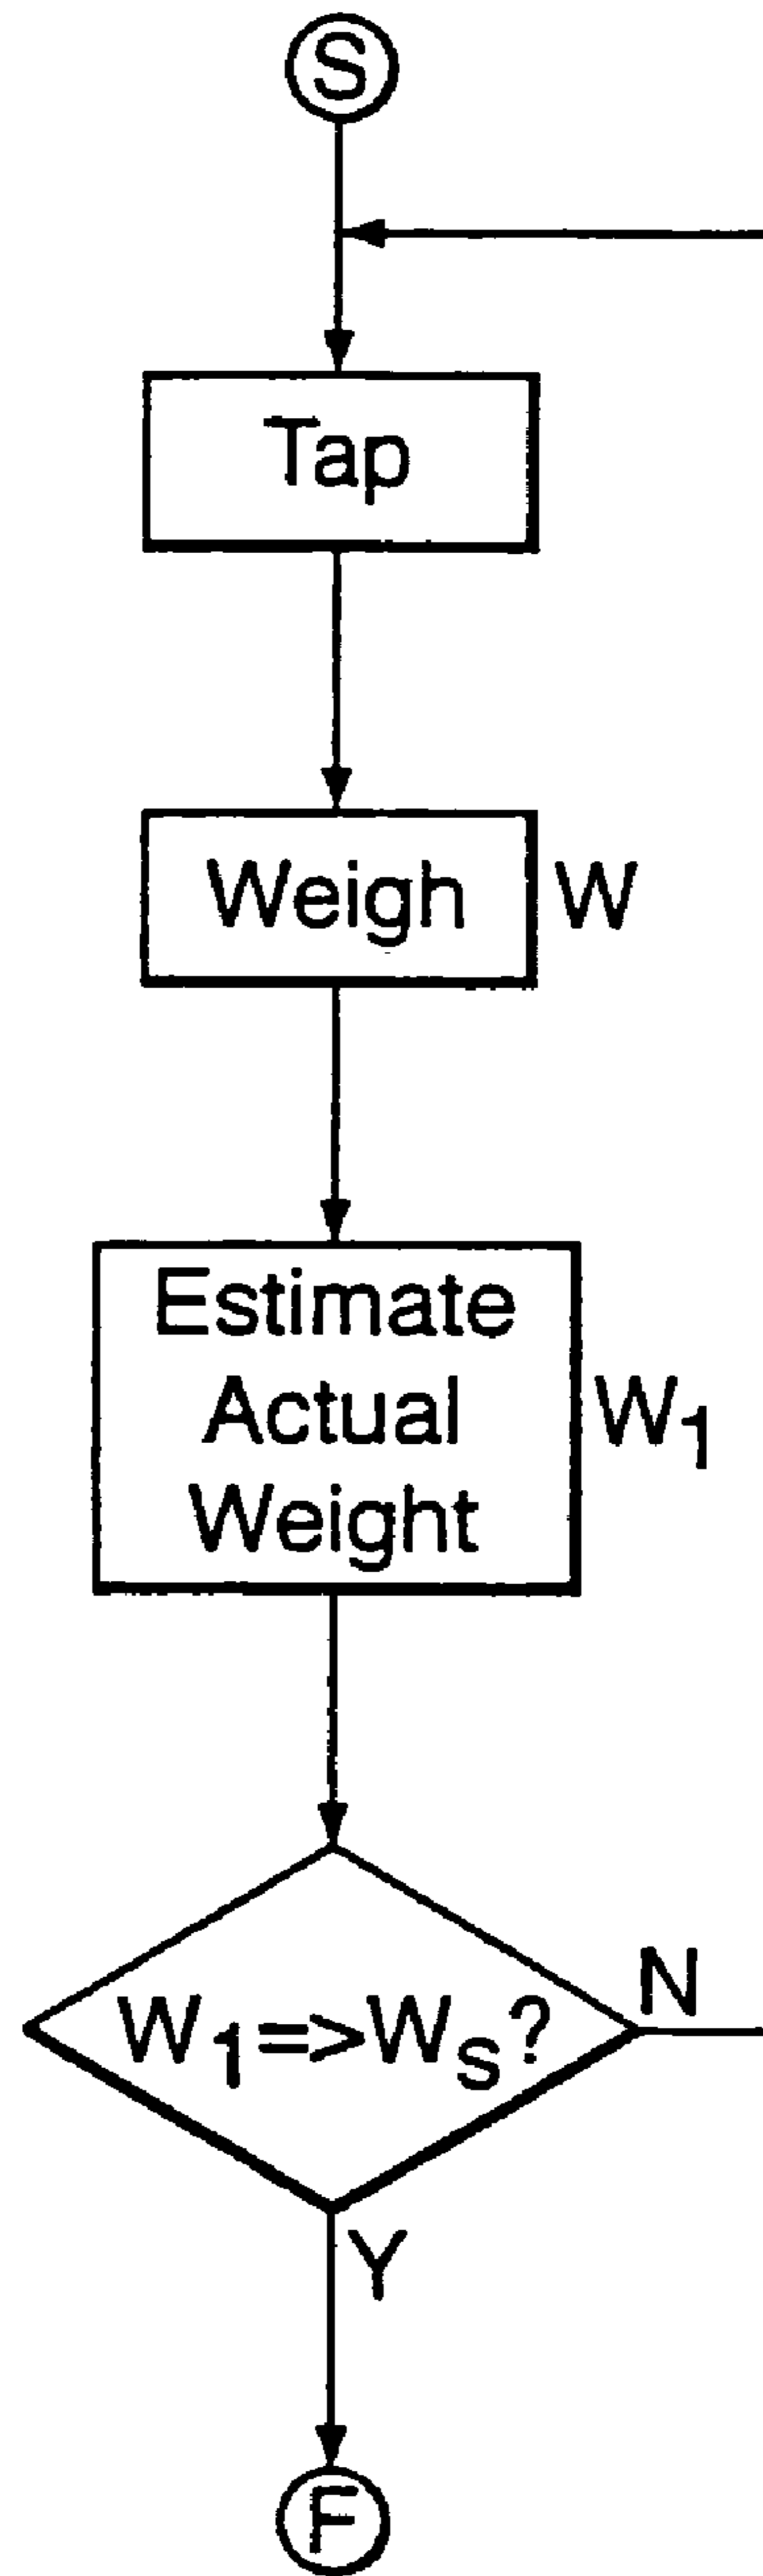 S
Tap
Weigh W
Estimate
Actual W₁
Weight
W₁=>Wₛ? N
Y
F